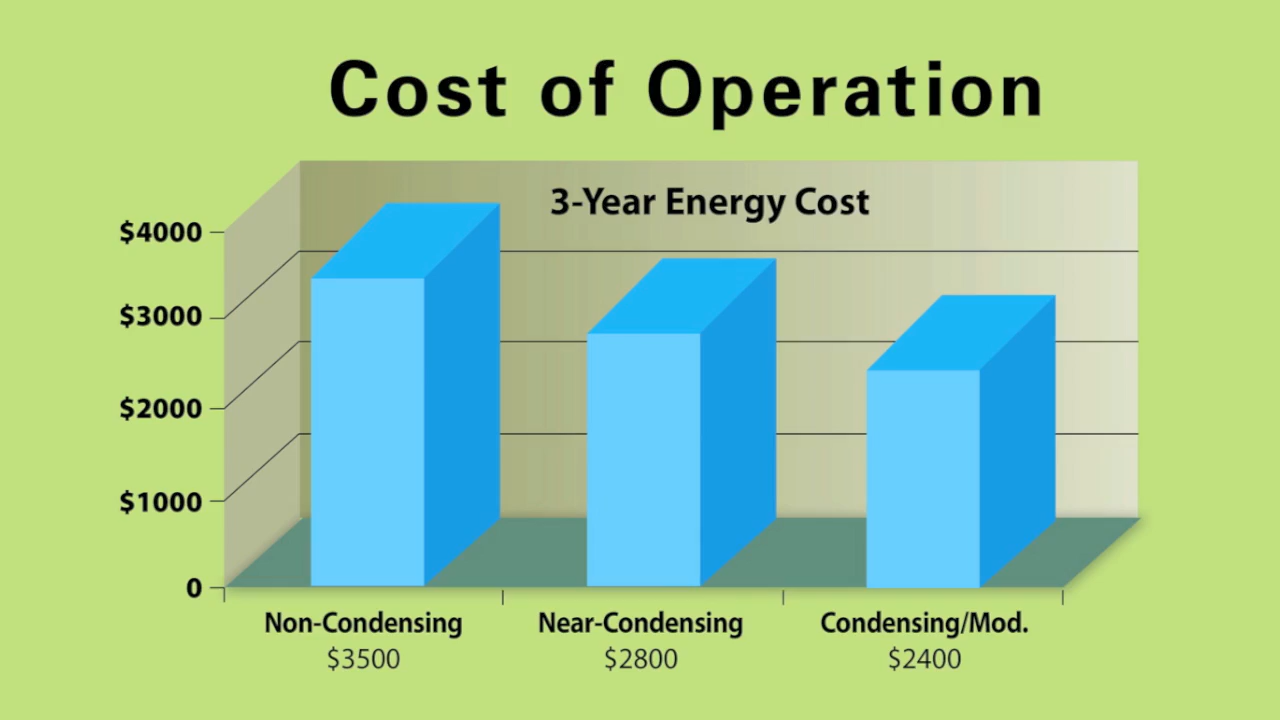 Cost of Operation
3-Year Energy Cost
$4000
$3000
$2000
$1000
0
Non-Condensing
$3500
Near-Condensing
$2800
Condensing/Mod.
$2400